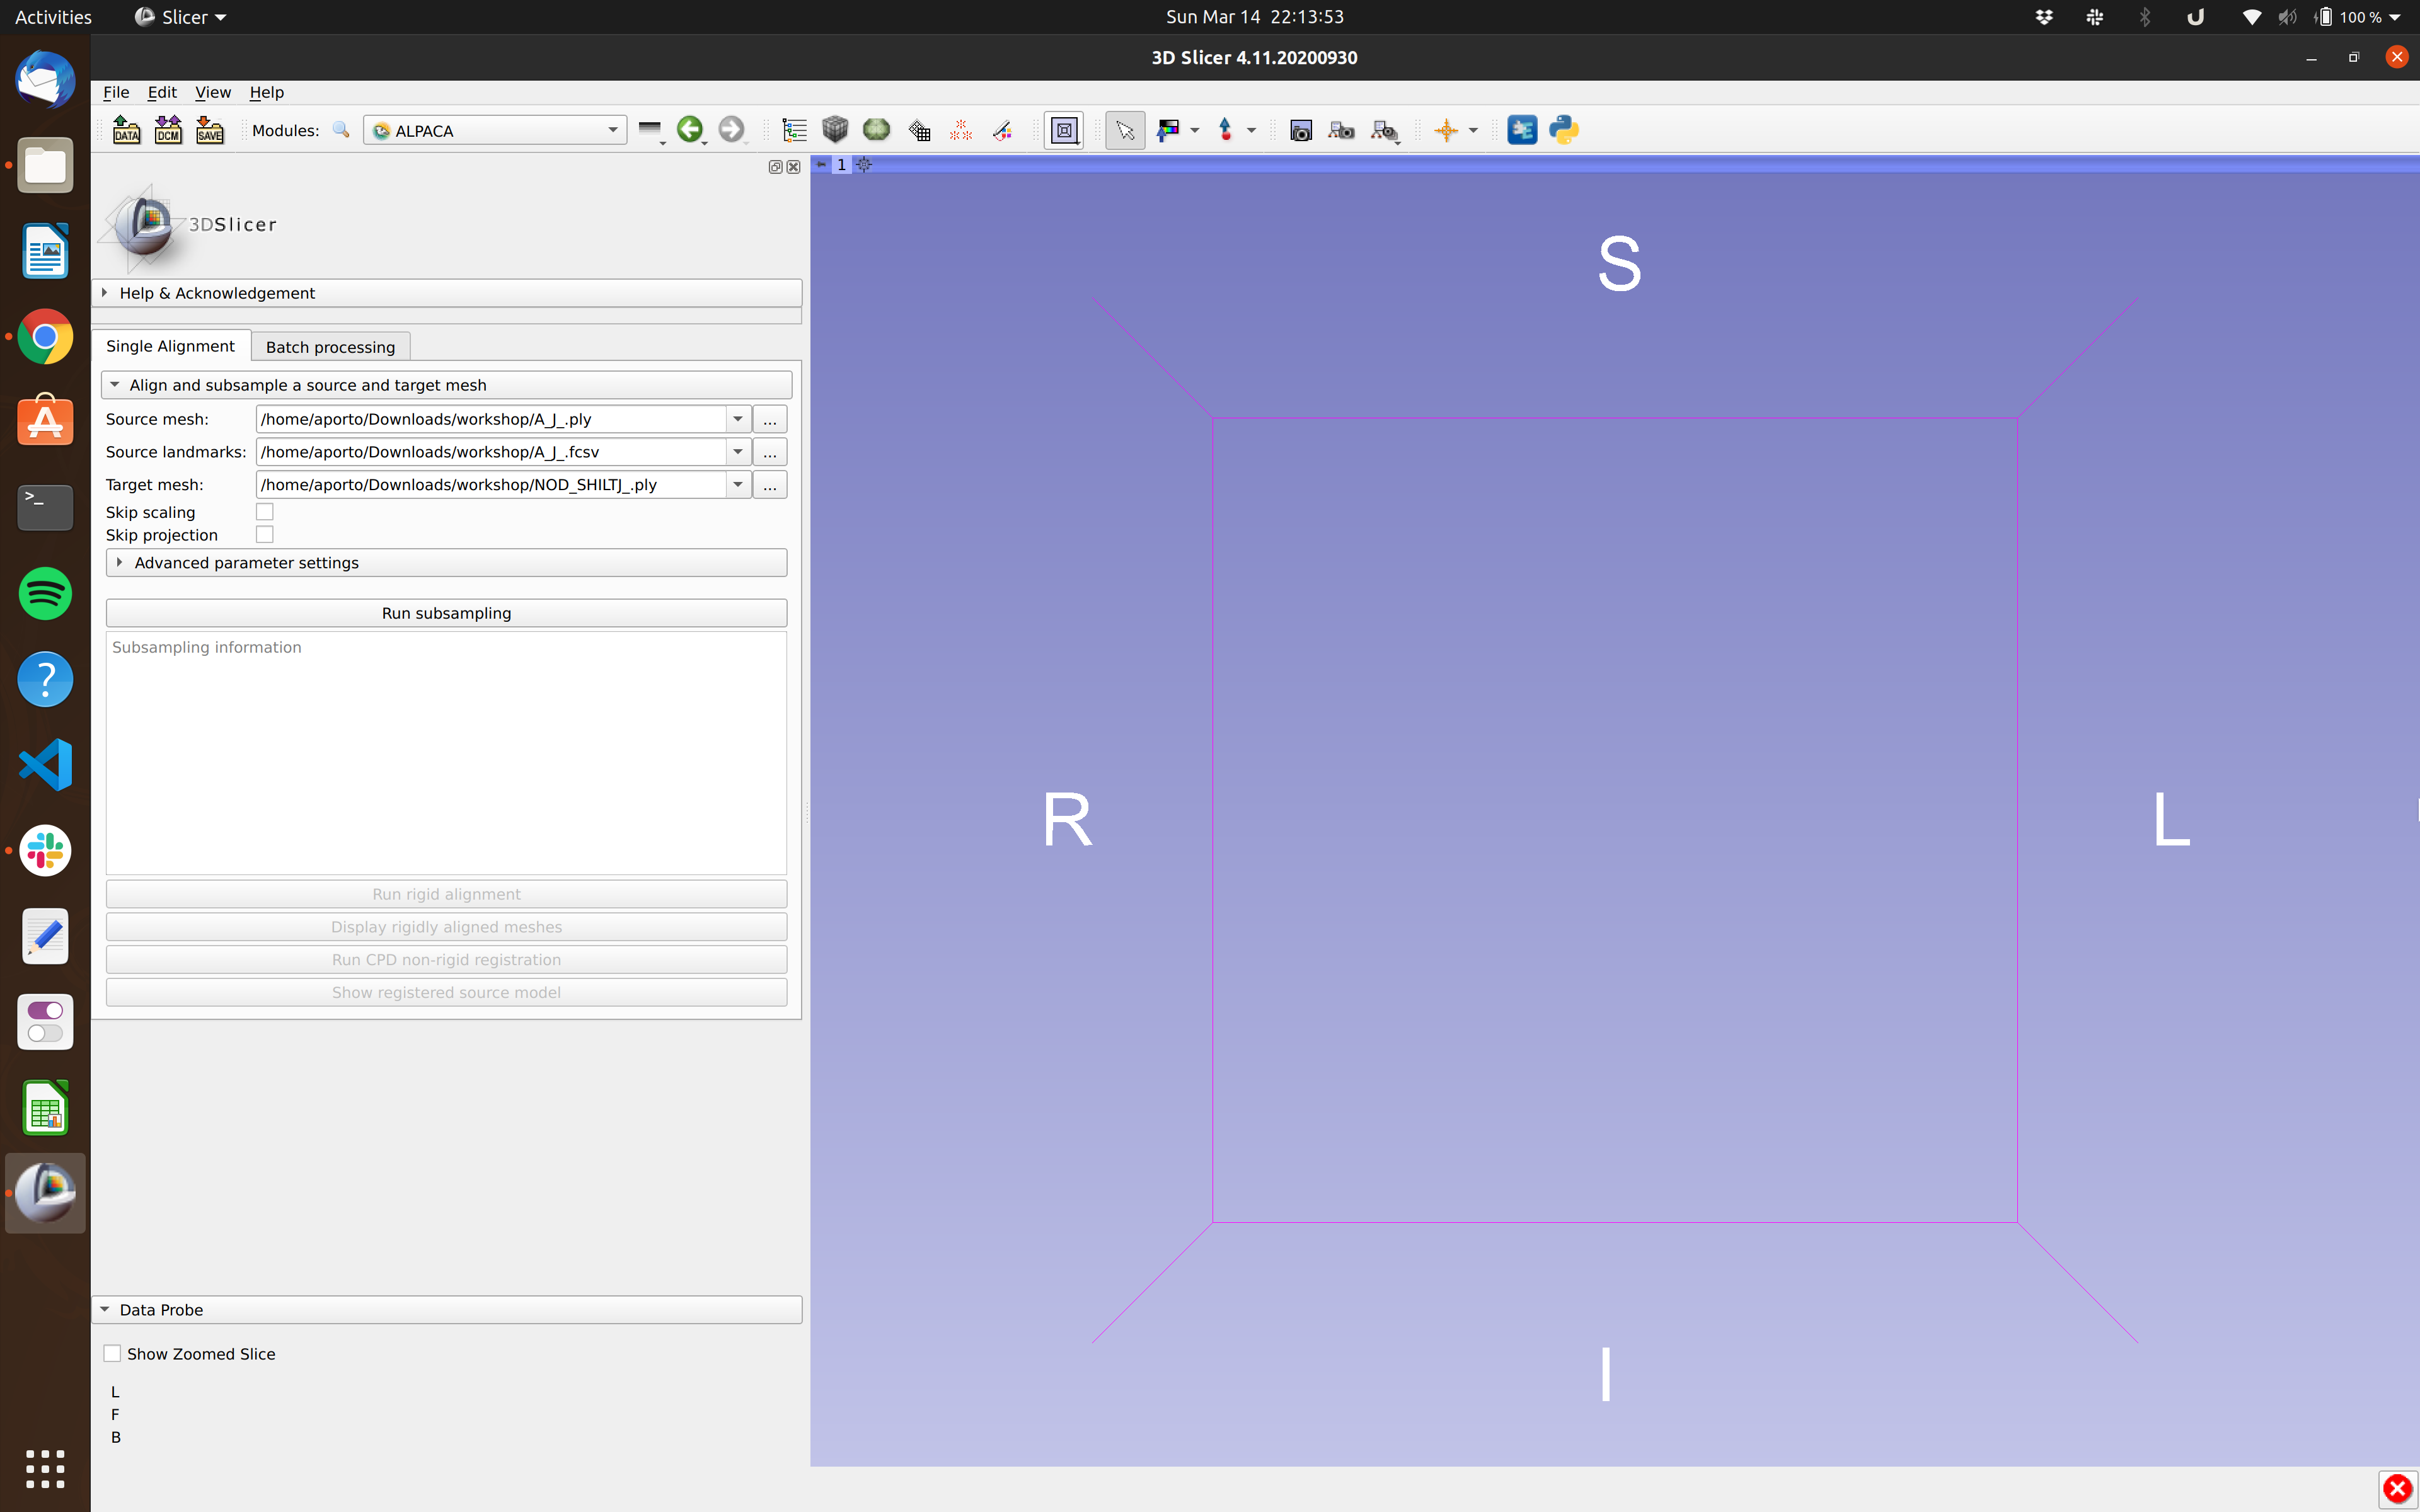 Activities Slicer Sun Mar 14 22:13:53 100 %
3D Slicer 4.11.20200930
File Edit View Help
DATA DCM SAVE Modules: ALPACA
1
3DSlicer
Help & Acknowledgement
Single Alignment Batch processing
Align and subsample a source and target mesh
Source mesh: /home/aporto/Downloads/workshop/A_J_.ply ...
Source landmarks: /home/aporto/Downloads/workshop/A_J_.fcsv ...
Target mesh: /home/aporto/Downloads/workshop/NOD_SHILTJ_.ply ...
Skip scaling
Skip projection
Advanced parameter settings
Run subsampling
Subsampling information
Run rigid alignment
Display rigidly aligned meshes
Run CPD non-rigid registration
Show registered source model
Data Probe
Show Zoomed Slice
L
F
B
S
R
L
I